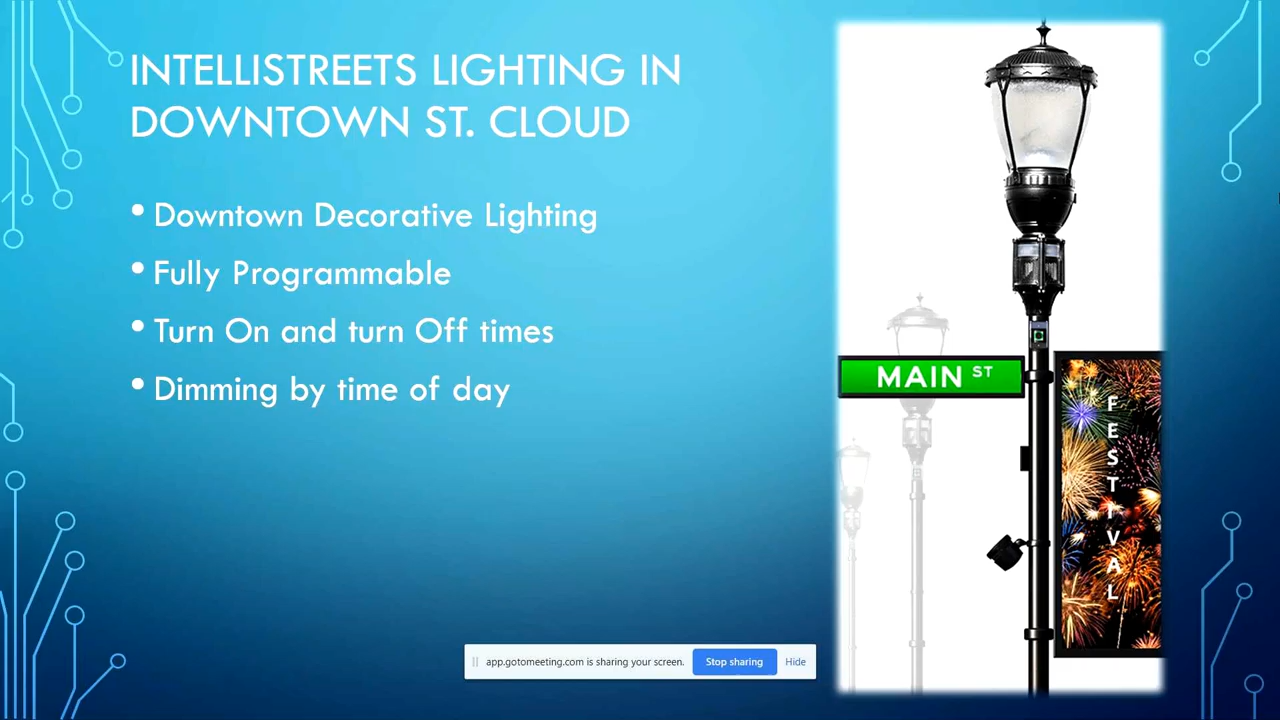 INTELLISTREETS LIGHTING IN
DOWNTOWN ST. CLOUD
• Downtown Decorative Lighting
• Fully Programmable
• Turn On and turn Off times
• Dimming by time of day
MAIN ST
FESTIVAL
app.gotomeeting.com is sharing your screen. Stop sharing Hide